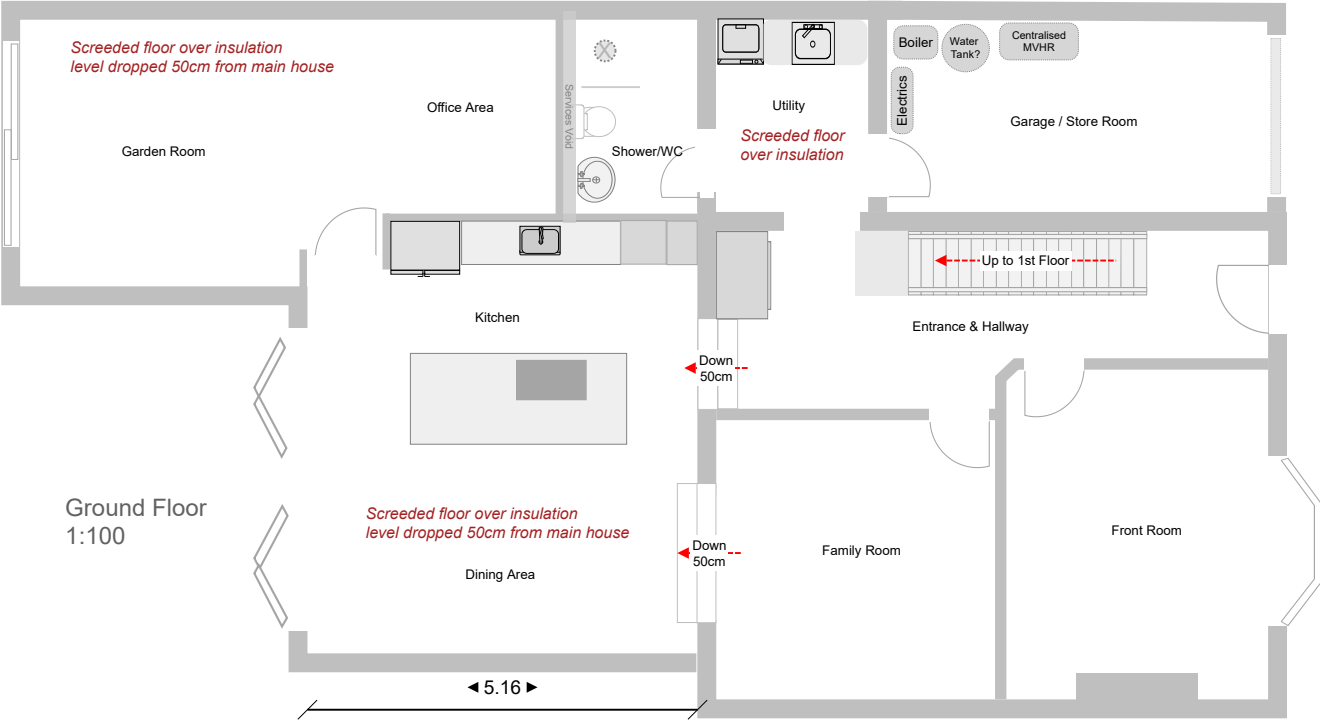 Screeded floor over insulation
level dropped 50cm from main house
Office Area
Garden Room
Services Void
Shower/WC
Utility
Screeded floor
over insulation
Boiler
Water
Tank?
Centralised
MVHR
Electrics
Garage / Store Room
Up to 1st Floor
Kitchen
Entrance & Hallway
Down
50cm
Ground Floor
1:100
Screeded floor over insulation
level dropped 50cm from main house
Dining Area
Down
50cm
Family Room
Front Room
5.16